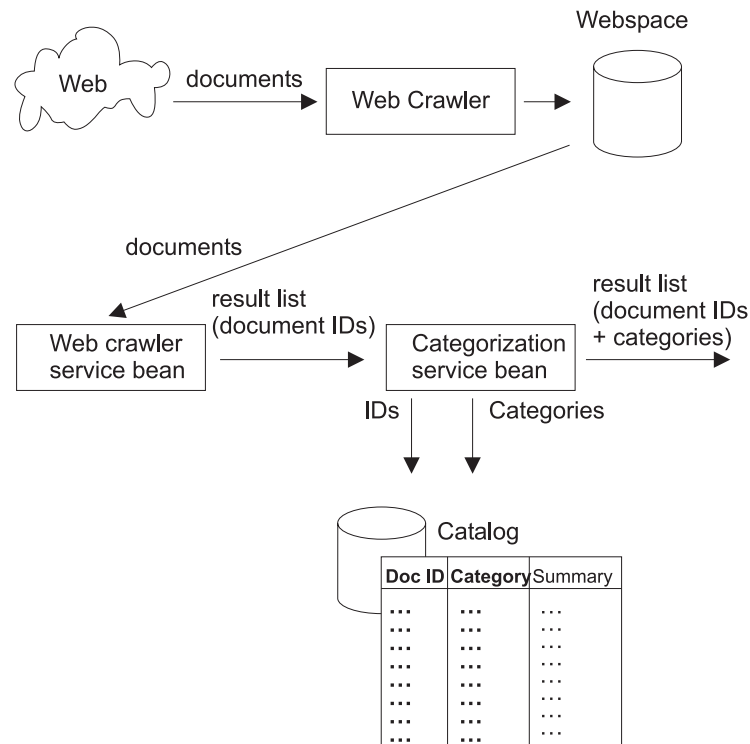 Webspace
Web
documents
Web Crawler
documents
result list
(document IDs)
result list
(document IDs
+ categories)
Web crawler
service bean
Categorization
service bean
IDs
Categories
Catalog
Doc ID Category Summary
... ... ...
... ... ...
... ... ...
... ... ...
... ... ...
... ... ...
... ... ...
... ...